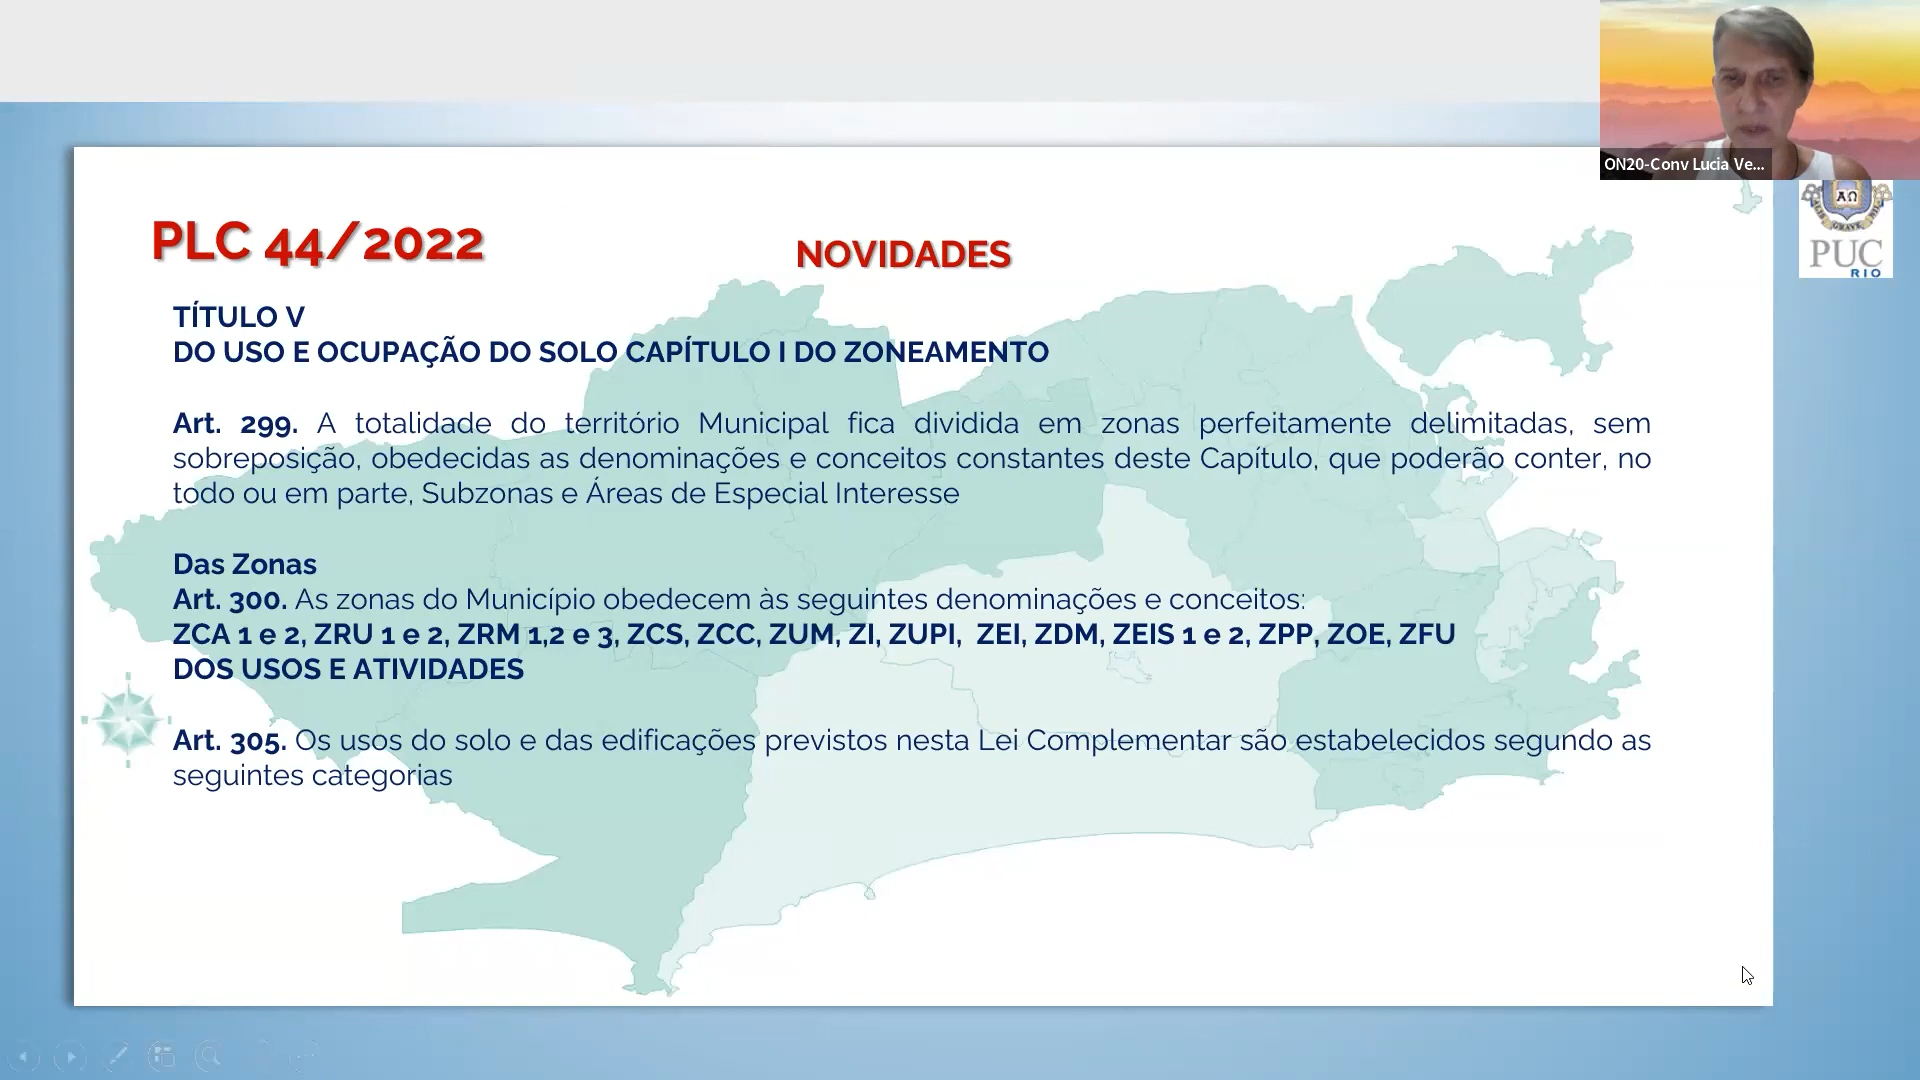 ON20-Conv Lucia Ve...
ΑΩ
GRAVE
PUC
RIO
PLC 44/2022
NOVIDADES
TÍTULO V
DO USO E OCUPAÇÃO DO SOLO CAPÍTULO I DO ZONEAMENTO
Art. 299. A totalidade do território Municipal fica dividida em zonas perfeitamente delimitadas, sem
sobreposição, obedecidas as denominações e conceitos constantes deste Capítulo, que poderão conter, no
todo ou em parte, Subzonas e Áreas de Especial Interesse
Das Zonas
Art. 300. As zonas do Município obedecem às seguintes denominações e conceitos:
ZCA 1 e 2, ZRU 1 e 2, ZRM 1,2 e 3, ZCS, ZCC, ZUM, ZI, ZUPI, ZEI, ZDM, ZEIS 1 e 2, ZPP, ZOE, ZFU
DOS USOS E ATIVIDADES
Art. 305. Os usos do solo e das edificações previstos nesta Lei Complementar são estabelecidos segundo as
seguintes categorias